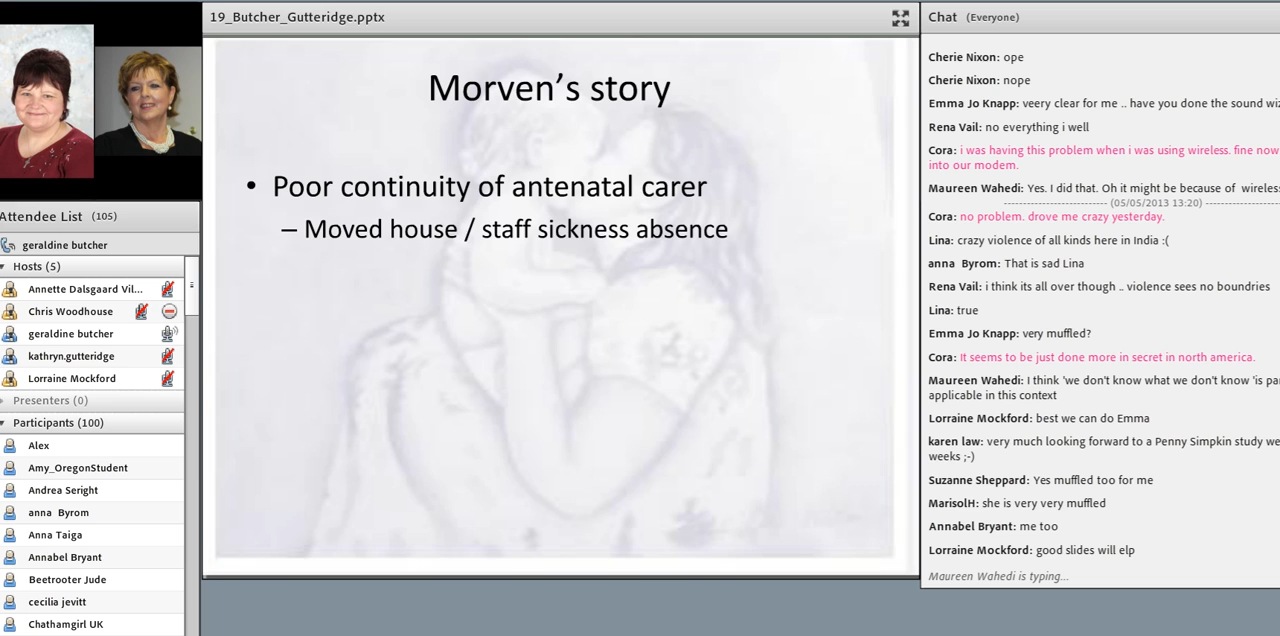 19_Butcher_Gutteridge.pptx
Morven’s story
• Poor continuity of antenatal carer
– Moved house / staff sickness absence
Attendee List (105)
geraldine butcher
Hosts (5)
Annette Dalsgaard Vil...
Chris Woodhouse
geraldine butcher
kathryn.gutteridge
Lorraine Mockford
Presenters (0)
Participants (100)
Alex
Amy_OregonStudent
Andrea Seright
anna Byrom
Anna Taiga
Annabel Bryant
Beetrooter Jude
cecilia jevitt
Chathamgirl UK
Chat (Everyone)
Cherie Nixon: ope
Cherie Nixon: nope
Emma Jo Knapp: veery clear for me .. have you done the sound wi
Rena Vail: no everything i well
Cora: i was having this problem when i was using wireless. fine now
into our modem.
Maureen Wahedi: Yes. I did that. Oh it might be because of wireles
(05/05/2013 13:20)
Cora: no problem. drove me crazy yesterday.
Lina: crazy violence of all kinds here in India :(
anna Byrom: That is sad Lina
Rena Vail: i think its all over though .. violence sees no boundries
Lina: true
Emma Jo Knapp: very muffled?
Cora: It seems to be just done more in secret in north america.
Maureen Wahedi: I think 'we don't know what we don't know 'is pa
applicable in this context
Lorraine Mockford: best we can do Emma
karen law: very much looking forward to a Penny Simpkin study we
weeks ;-)
Suzanne Sheppard: Yes muffled too for me
MarisolH: she is very very muffled
Annabel Bryant: me too
Lorraine Mockford: good slides will elp
Maureen Wahedi is typing...